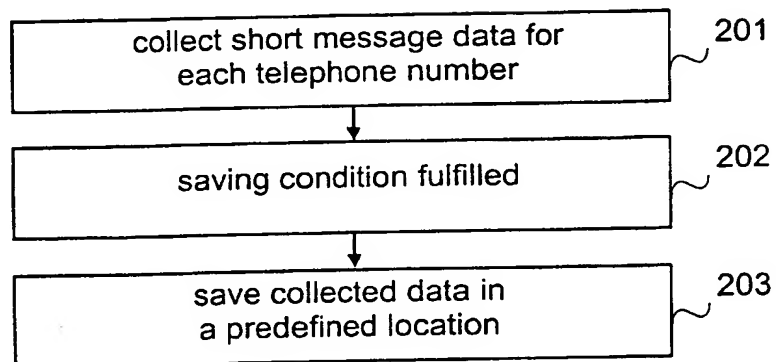 collect short message data for
each telephone number
201
saving condition fulfilled
202
save collected data in
a predefined location
203